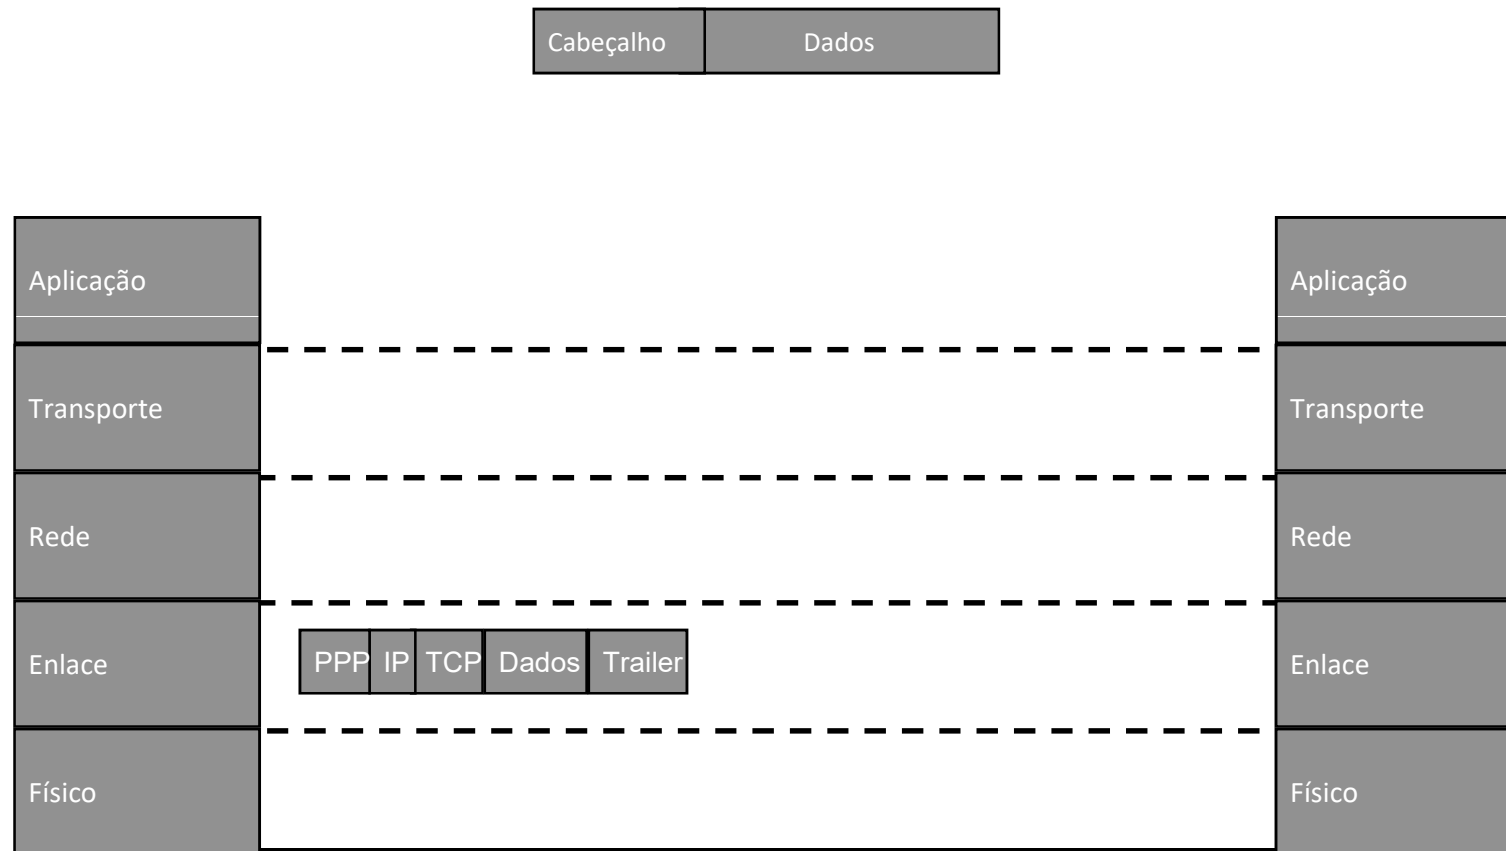 Cabeçalho Dados
Aplicação Aplicação
Transporte Transporte
Rede Rede
Enlace PPP IP TCP Dados Trailer Enlace
Físico Físico